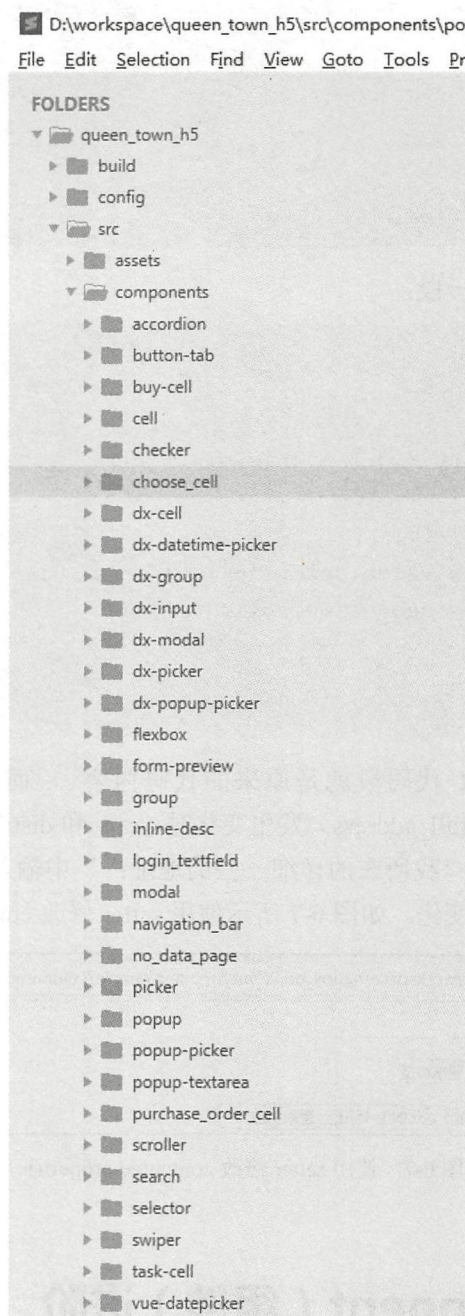 D:\workspace\queen_town_h5\src\components\po
File Edit Selection Find View Goto Tools Pr
FOLDERS
queen_town_h5
build
config
src
assets
components
accordion
button-tab
buy-cell
cell
checker
choose_cell
dx-cell
dx-datetime-picker
dx-group
dx-input
dx-modal
dx-picker
dx-popup-picker
flexbox
form-preview
group
inline-desc
login_textfield
modal
navigation_bar
no_data_page
picker
popup
popup-picker
popup-textarea
purchase_order_cell
scroller
search
selector
swiper
task-cell
vue-datepicker